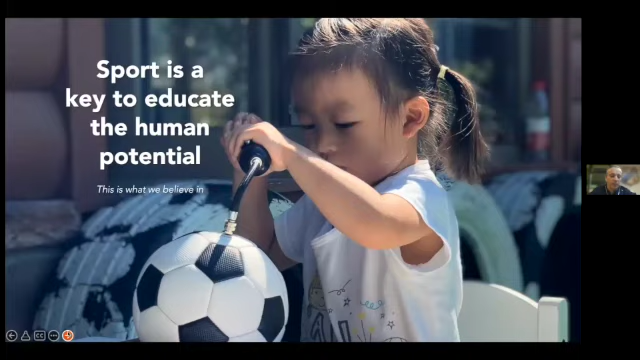 Sport is a
key to educate
the human
potential
This is what we believe in